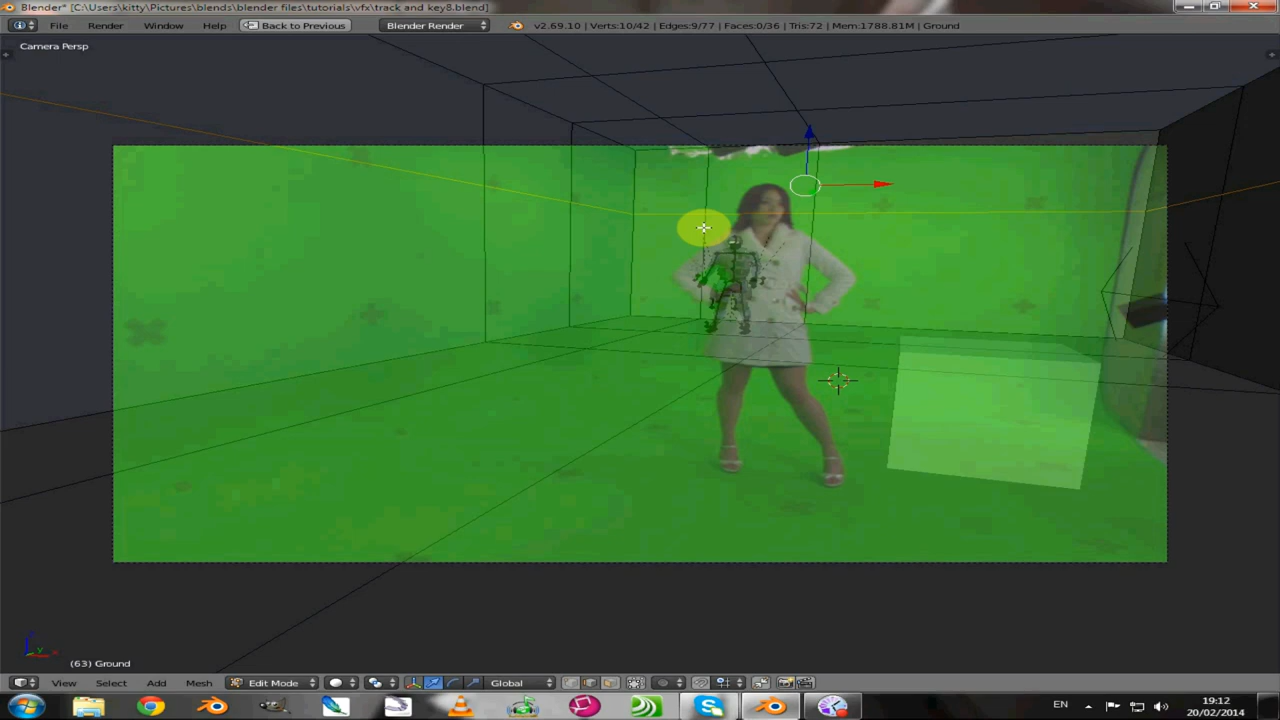 Blender* [C:\Users\kitty\Pictures\blends\blender files\tutorials\vfx\track and key8.blend]
File Render Window Help Back to Previous Blender Render v2.69.10 | Verts:10/42 | Edges:9/77 | Faces:0/36 | Tris:72 | Mem:1788.81M | Ground
Camera Persp
(63) Ground
View Select Add Mesh Edit Mode Global
EN 19:12
20/02/2014